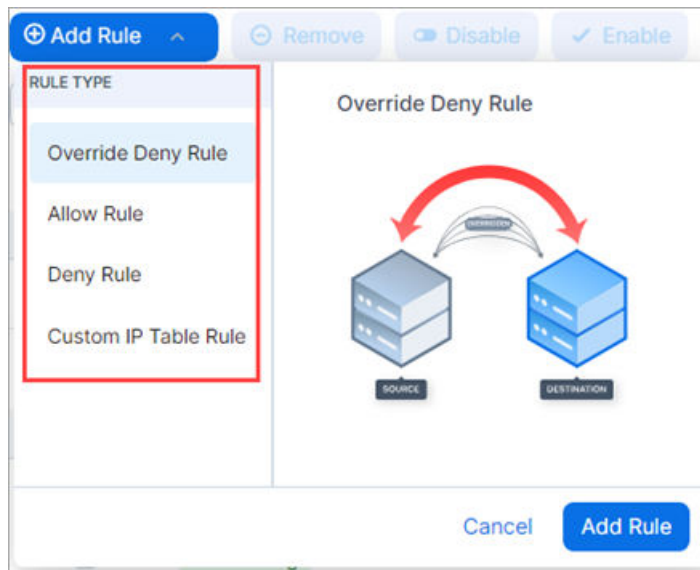 Add Rule
Remove
Disable
Enable
RULE TYPE
Override Deny Rule
Allow Rule
Deny Rule
Custom IP Table Rule
Override Deny Rule
OVERRIDDEN
SOURCE
DESTINATION
Cancel
Add Rule